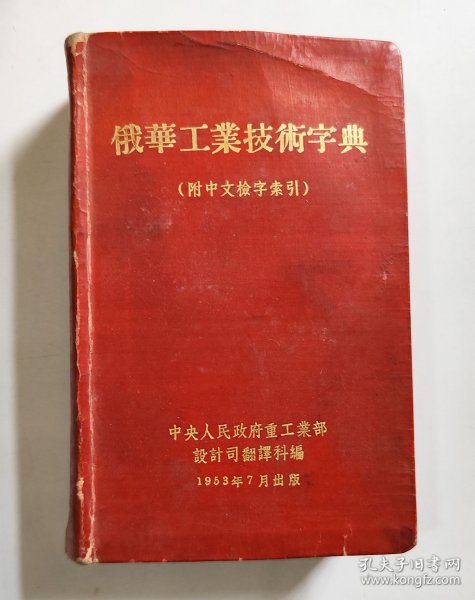 俄華工業技術字典
(附中文檢字索引)
中央人民政府重工業部
設計司翻譯科編
1953年7月出版
孔夫子旧书网
www.kongfz.com